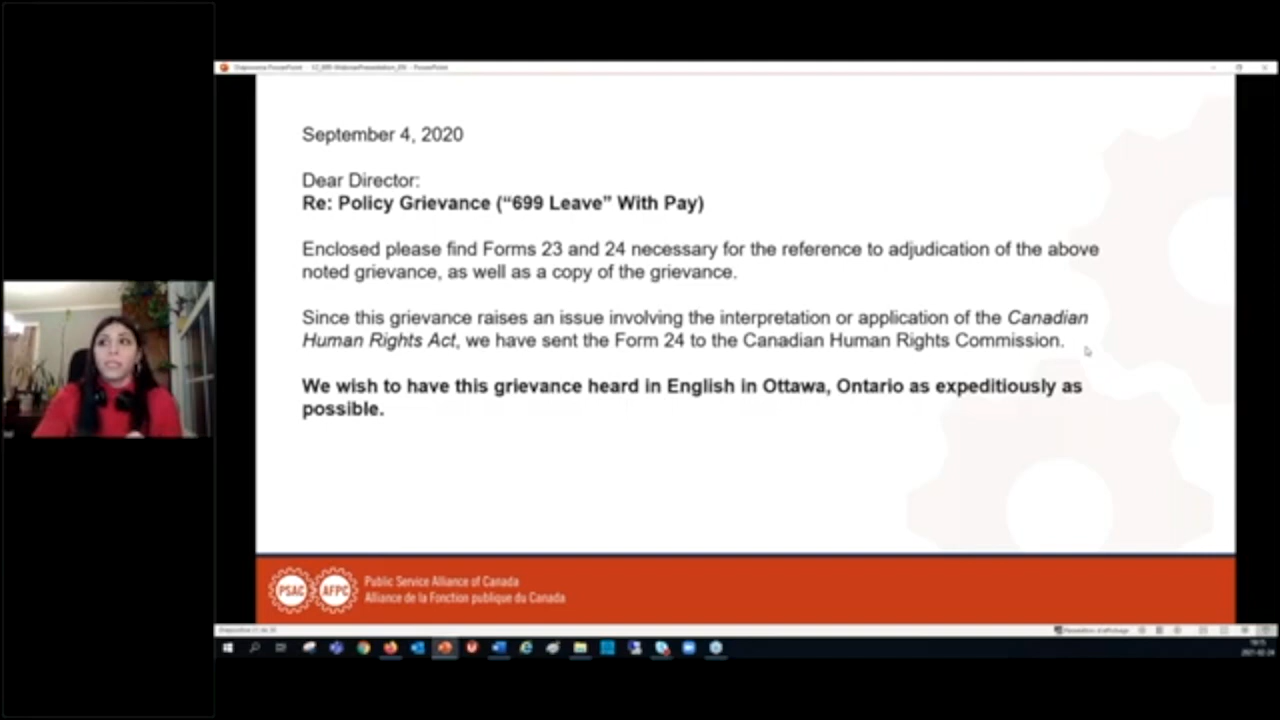 September 4, 2020
Dear Director:
Re: Policy Grievance (“699 Leave” With Pay)
Enclosed please find Forms 23 and 24 necessary for the reference to adjudication of the above
noted grievance, as well as a copy of the grievance.
Since this grievance raises an issue involving the interpretation or application of the Canadian
Human Rights Act, we have sent the Form 24 to the Canadian Human Rights Commission.
We wish to have this grievance heard in English in Ottawa, Ontario as expeditiously as
possible.
PSAC AFPC
Public Service Alliance of Canada
Alliance de la Fonction publique du Canada
2021-02-24